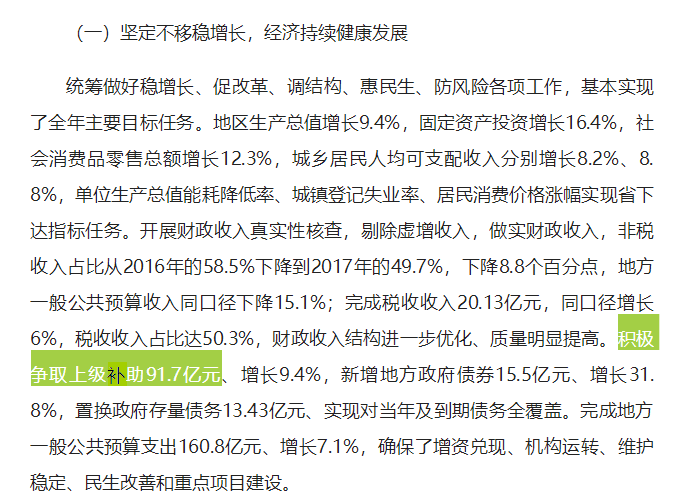 （一）坚定不移稳增长，经济持续健康发展
统筹做好稳增长、促改革、调结构、惠民生、防风险各项工作，基本实现
了全年主要目标任务。地区生产总值增长9.4%，固定资产投资增长16.4%，社
会消费品零售总额增长12.3%，城乡居民人均可支配收入分别增长8.2%、8.
8%，单位生产总值能耗降低率、城镇登记失业率、居民消费价格涨幅实现省下
达指标任务。开展财政收入真实性核查，剔除虚增收入，做实财政收入，非税
收入占比从2016年的58.5%下降到2017年的49.7%，下降8.8个百分点，地方
一般公共预算收入同口径下降15.1%；完成税收收入20.13亿元，同口径增长
6%，税收收入占比达50.3%，财政收入结构进一步优化、质量明显提高。积极
争取上级补助91.7亿元、增长9.4%，新增地方政府债券15.5亿元、增长31.
8%，置换政府存量债务13.43亿元、实现对当年及到期债务全覆盖。完成地方
一般公共预算支出160.8亿元、增长7.1%，确保了增资兑现、机构运转、维护
稳定、民生改善和重点项目建设。